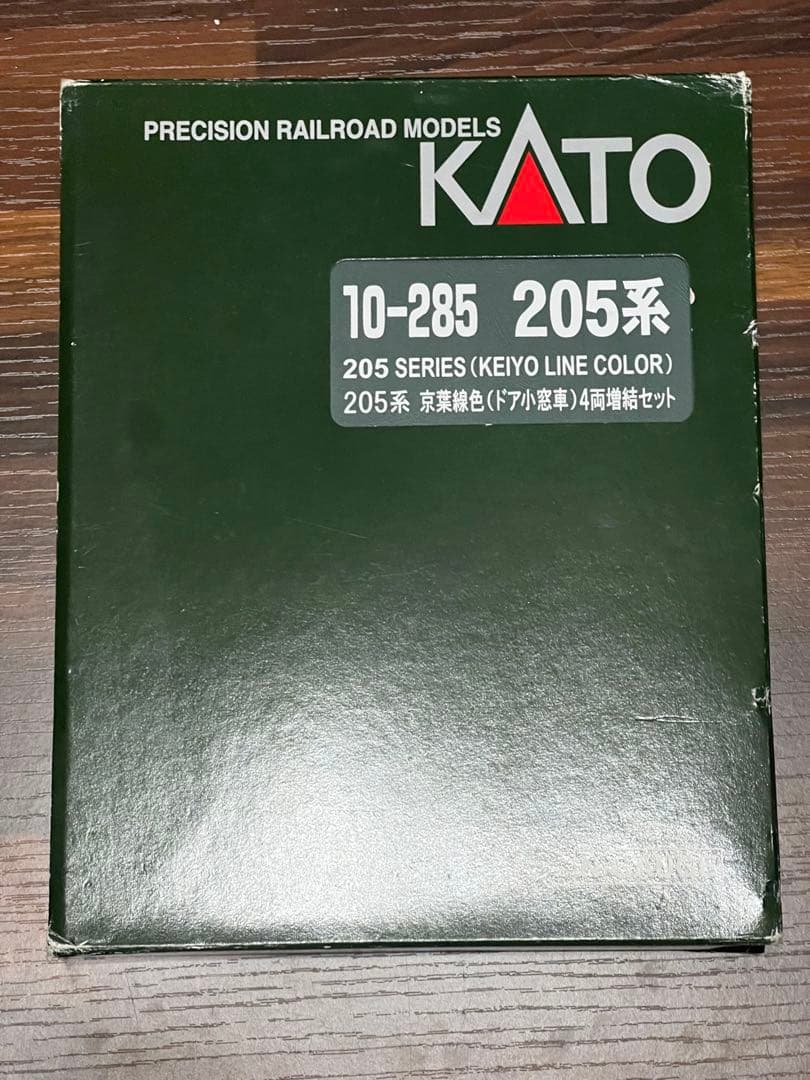 PRECISION RAILROAD MODELS
KATO
10-285 205系
205 SERIES (KEIYO LINE COLOR)
205系 京葉線色(ドア小窓車)4両増結セット